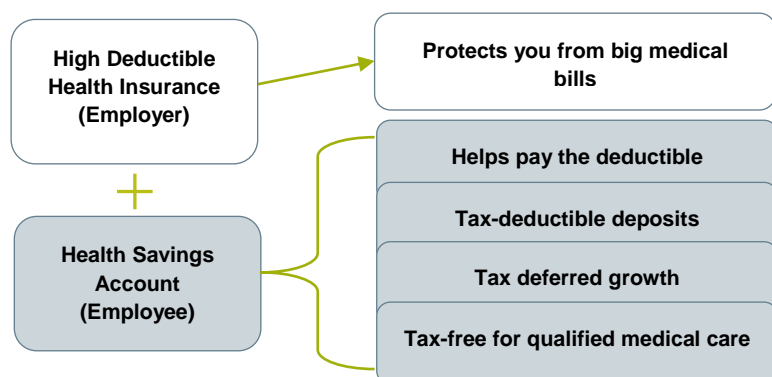 High Deductible
Health Insurance
(Employer)
Protects you from big medical
bills
Helps pay the deductible
Tax-deductible deposits
Health Savings
Account
(Employee)
Tax deferred growth
Tax-free for qualified medical care